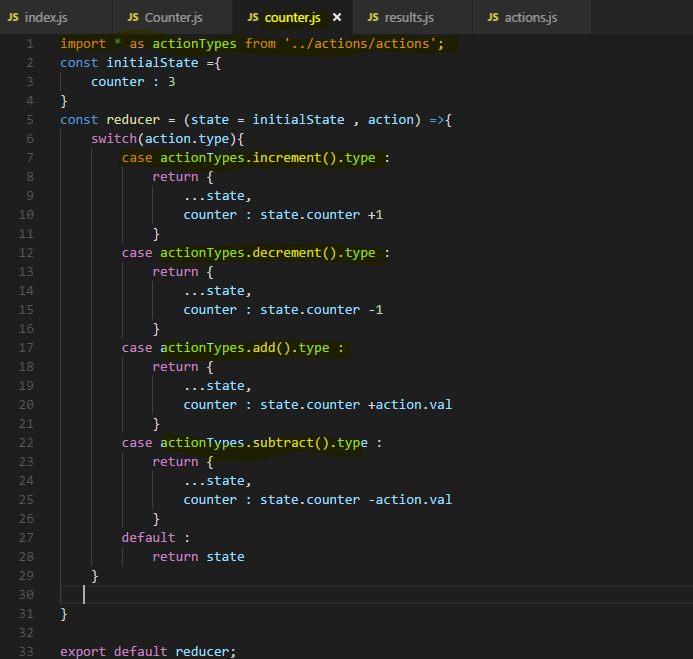 JS index.js JS Counter.js JS counter.js × JS results.js JS actions.js
1 import * as actionTypes from '../actions/actions';
2 const initialState ={
3 counter : 3
4 }
5 const reducer = (state = initialState , action) =>{
6 switch(action.type){
7 case actionTypes.increment().type :
8 return {
9 ...state,
10 counter : state.counter +1
11 }
12 case actionTypes.decrement().type :
13 return {
14 ...state,
15 counter : state.counter -1
16 }
17 case actionTypes.add().type :
18 return {
19 ...state,
20 counter : state.counter +action.val
21 }
22 case actionTypes.subtract().type :
23 return {
24 ...state,
25 counter : state.counter -action.val
26 }
27 default :
28 return state
29 }
30
31 }
32
33 export default reducer;